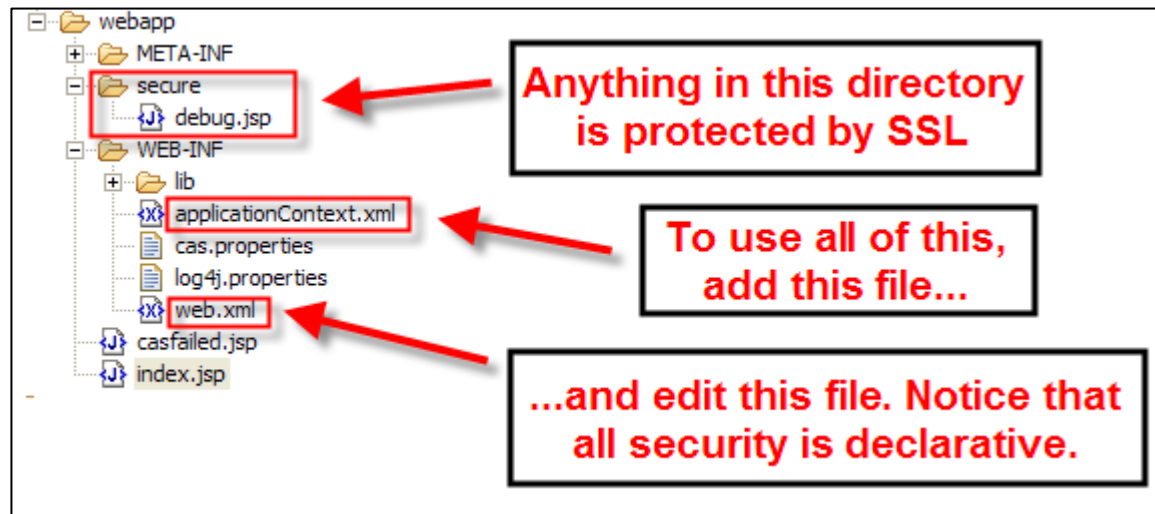 webapp
META-INF
secure
debug.jsp
WEB-INF
lib
applicationContext.xml
cas.properties
log4j.properties
web.xml
casfailed.jsp
index.jsp
Anything in this directory
is protected by SSL
To use all of this,
add this file...
...and edit this file. Notice that
all security is declarative.